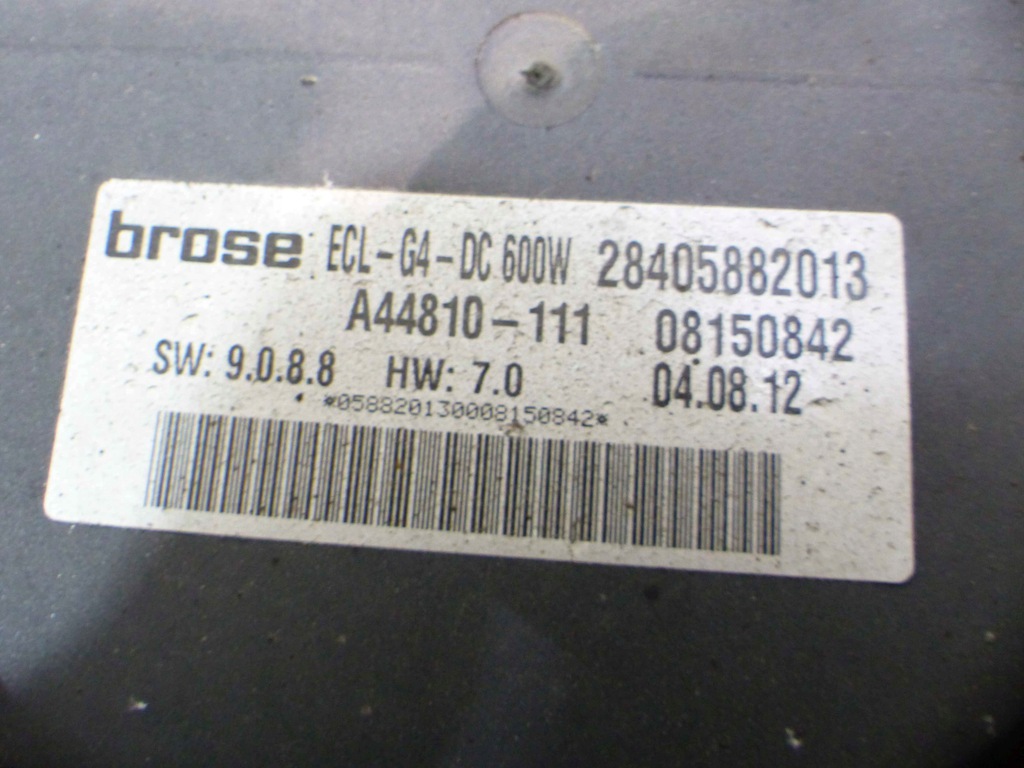 brose ECL-G4-DC 600W 28405882013
A44810-111 08150842
SW: 9.0.8.8 HW: 7.0 04.08.12
*058820130008150842*